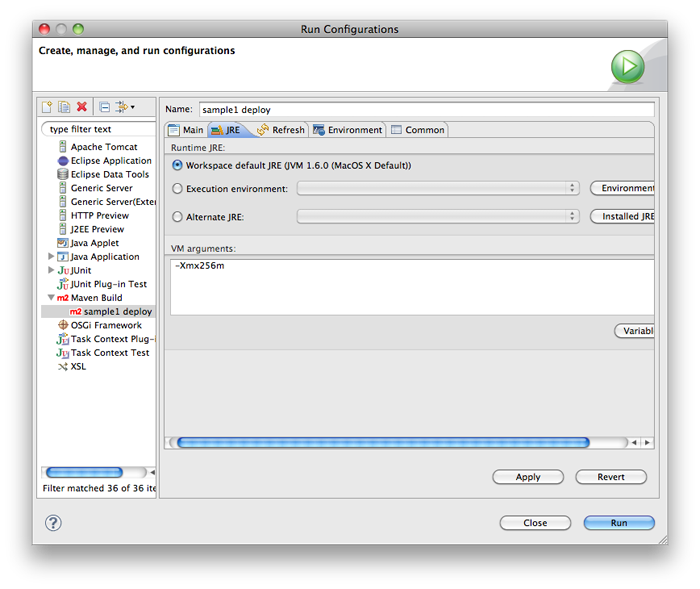 Run Configurations
Create, manage, and run configurations
type filter text
Apache Tomcat
Eclipse Application
Eclipse Data Tools
Generic Server
Generic Server(Exter
HTTP Preview
J2EE Preview
Java Applet
Java Application
JU JUnit
JUnit Plug-in Test
m2 Maven Build
m2 sample1 deploy
OSGi Framework
Task Context Plug-i
Task Context Test
XSL
Filter matched 36 of 36 ite
Name: sample1 deploy
Main JRE Refresh Environment Common
Runtime JRE:
Workspace default JRE (JVM 1.6.0 (MacOS X Default))
Execution environment: Environment
Alternate JRE: Installed JRE
VM arguments:
-Xmx256m
Variabl
Apply Revert
? Close Run